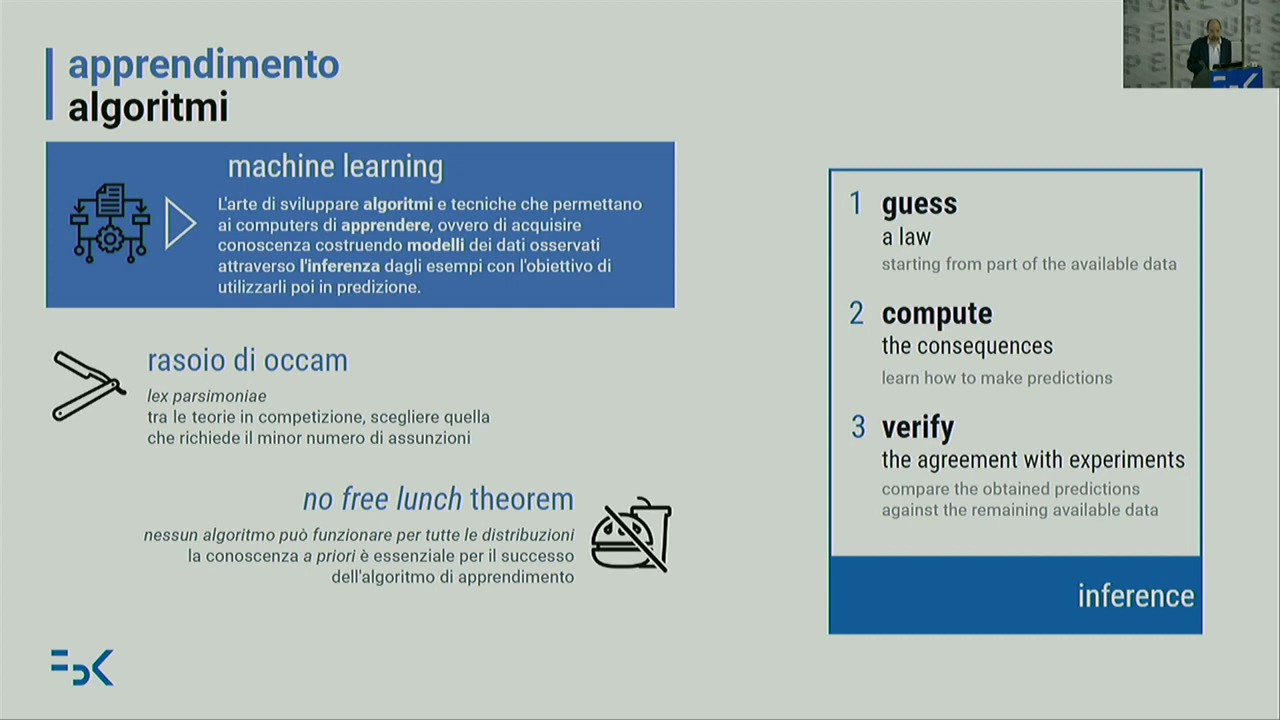 apprendimento
algoritmi
machine learning
L'arte di sviluppare algoritmi e tecniche che permettano
ai computers di apprendere, ovvero di acquisire
conoscenza costruendo modelli dei dati osservati
attraverso l'inferenza dagli esempi con l'obiettivo di
utilizzarli poi in predizione.
rasoio di occam
lex parsimoniae
tra le teorie in competizione, scegliere quella
che richiede il minor numero di assunzioni
no free lunch theorem
nessun algoritmo può funzionare per tutte le distribuzioni
la conoscenza a priori è essenziale per il successo
dell'algoritmo di apprendimento
1 guess
a law
starting from part of the available data
2 compute
the consequences
learn how to make predictions
3 verify
the agreement with experiments
compare the obtained predictions
against the remaining available data
inference
FBK